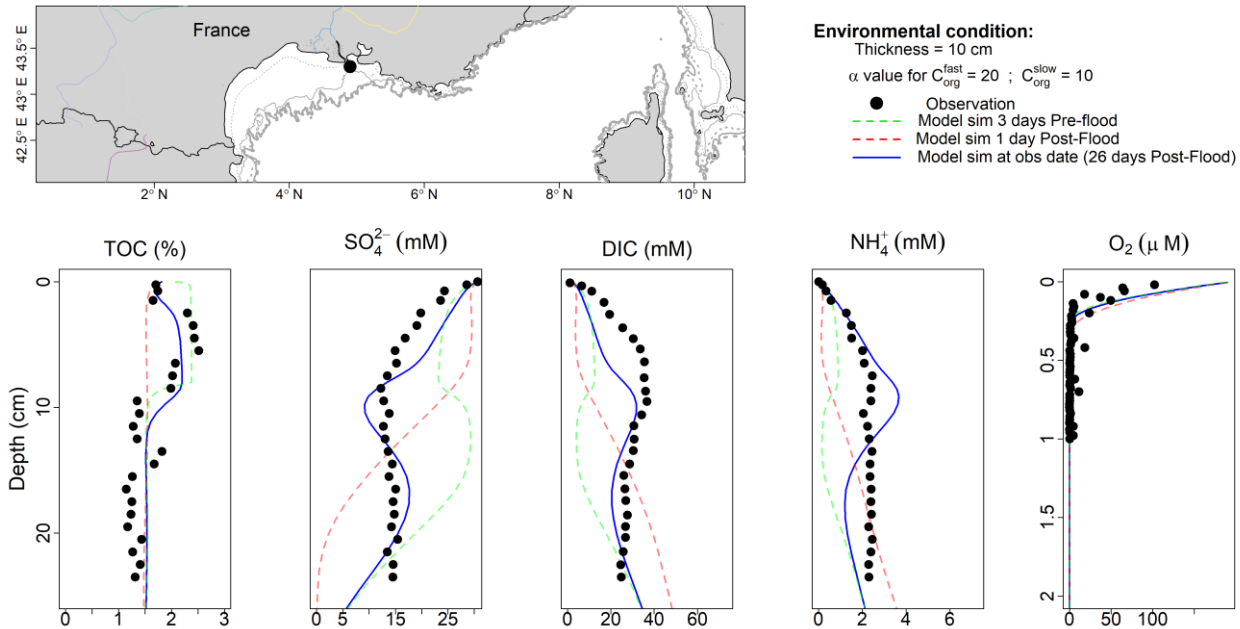 France
43.5° E
43° E
42.5° E
2° N
4° N
6° N
8° N
10° N
Environmental condition:
Thickness = 10 cm
α value for C_org^fast = 20 ; C_org^slow = 10
Observation
Model sim 3 days Pre-flood
Model sim 1 day Post-Flood
Model sim at obs date (26 days Post-Flood)
TOC (%)
SO₄²⁻ (mM)
DIC (mM)
NH₄⁺ (mM)
O₂ (μ M)
Depth (cm)
0
10
20
0 1 2 3
0 5 15 25
0 20 40 60
0 2 4 6
0
0.5
1
1.5
2
0 50 100